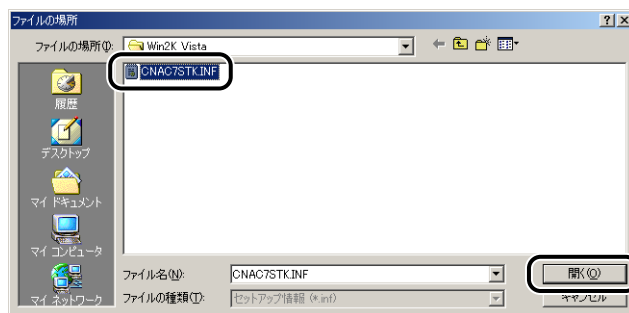 ファイルの場所
ファイルの場所(I):
Win2K Vista
CNAC7STK.INF
履歴
デスクトップ
マイ ドキュメント
マイ コンピュータ
マイ ネットワーク
ファイル名(N):
CNAC7STK.INF
開く(O)
ファイルの種類(T):
セットアップ情報 (*.inf)
キャンセル